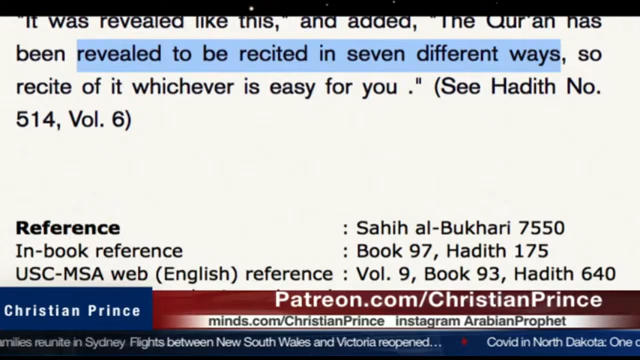 "It was revealed like this," and added, "The Qur'an has
been revealed to be recited in seven different ways, so
recite of it whichever is easy for you ." (See Hadith No.
514, Vol. 6)
Reference : Sahih al-Bukhari 7550
In-book reference : Book 97, Hadith 175
USC-MSA web (English) reference : Vol. 9, Book 93, Hadith 640
Christian Prince
Patreon.com/ChristianPrince
minds.com/ChristianPrince instagram ArabianProphet
amilies reunite in Sydney Flights between New South Wales and Victoria reopened... Covid in North Dakota: One